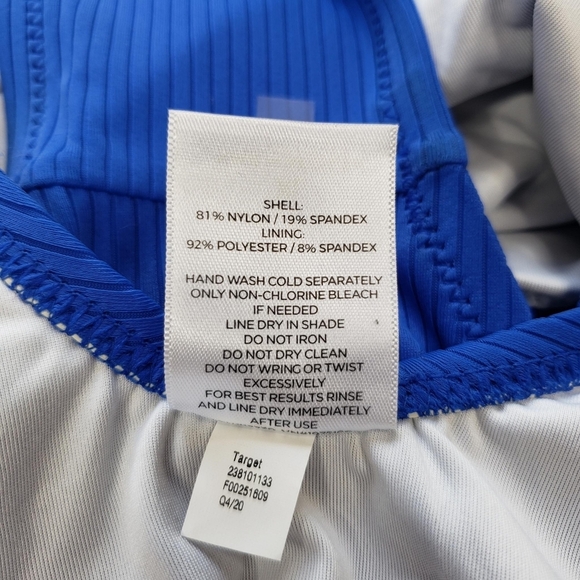 SHELL:
81% NYLON / 19% SPANDEX
LINING:
92% POLYESTER / 8% SPANDEX
HAND WASH COLD SEPARATELY
ONLY NON-CHLORINE BLEACH
IF NEEDED
LINE DRY IN SHADE
DO NOT IRON
DO NOT DRY CLEAN
DO NOT WRING OR TWIST
EXCESSIVELY
FOR BEST RESULTS RINSE
AND LINE DRY IMMEDIATELY
AFTER USE
Target
238101133
F00251609
Q4/20